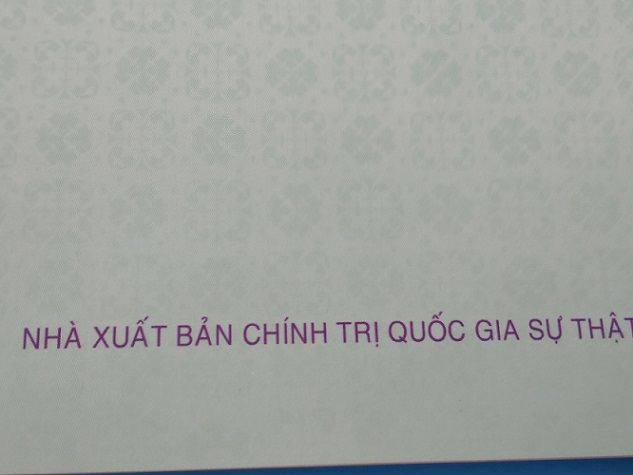 NHÀ XUẤT BẢN CHÍNH TRỊ QUỐC GIA SỰ THẬT